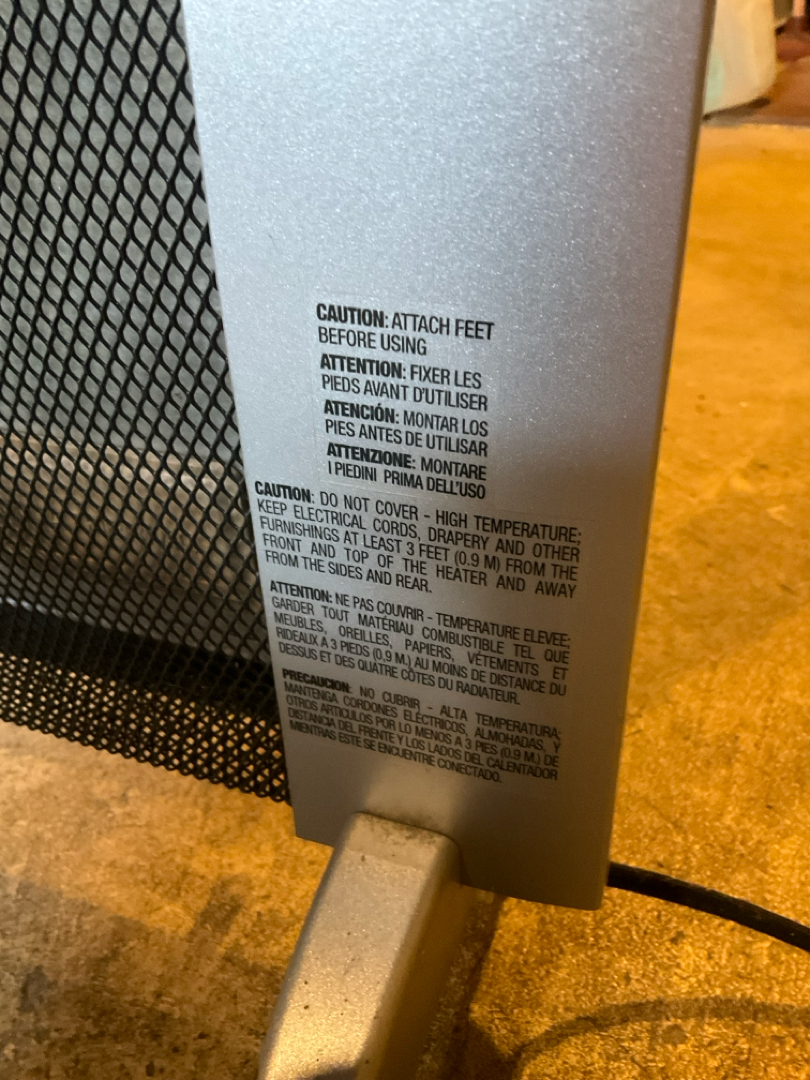 CAUTION: ATTACH FEET
BEFORE USING
ATTENTION: FIXER LES
PIEDS AVANT D'UTILISER
ATENCIÓN: MONTAR LOS
PIES ANTES DE UTILISAR
ATTENZIONE: MONTARE
I PIEDINI PRIMA DELL'USO
CAUTION: DO NOT COVER - HIGH TEMPERATURE;
KEEP ELECTRICAL CORDS, DRAPERY AND OTHER
FURNISHINGS AT LEAST 3 FEET (0.9 M) FROM THE
FRONT AND TOP OF THE HEATER AND AWAY
FROM THE SIDES AND REAR.
ATTENTION: NE PAS COUVRIR - TEMPERATURE ELEVEE;
GARDER TOUT MATÉRIAU COMBUSTIBLE TEL QUE
MEUBLES, OREILLES, PAPIERS, VÊTEMENTS ET
RIDEAUX A 3 PIEDS (0,9 M.) AU MOINS DE DISTANCE DU
DESSUS ET DES QUATRE CÔTES DU RADIATEUR.
PRECAUCION: NO CUBRIR - ALTA TEMPERATURA;
MANTENGA CORDONES ELÉCTRICOS, ALMOHADAS, Y
OTROS ARTICULOS POR LO MENOS A 3 PIES (0.9 M.) DE
DISTANCIA DEL FRENTE Y LOS LADOS DEL CALENTADOR
MIENTRAS ESTE SE ENCUENTRE CONECTADO.